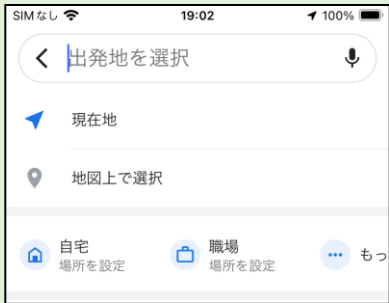 SIMなし 19:02 100%
出発地を選択
現在地
地図上で選択
自宅 職場 もっ
場所を設定 場所を設定